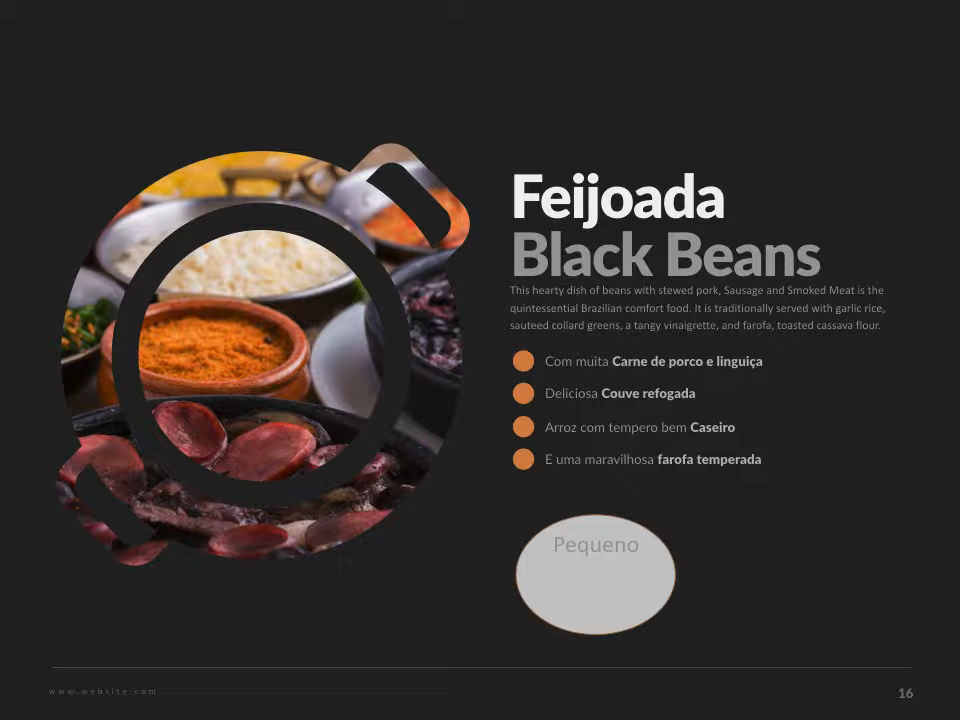 Feijoada
Black Beans
This hearty dish of beans with stewed pork, Sausage and Smoked Meat is the
quintessential Brazilian comfort food. It is traditionally served with garlic rice,
sauteed collard greens, a tangy vinaigrette, and farofa, toasted cassava flour.
Com muita Carne de porco e linguiça
Deliciosa Couve refogada
Arroz com tempero bem Caseiro
E uma maravilhosa farofa temperada
Pequeno
www.website.com
16